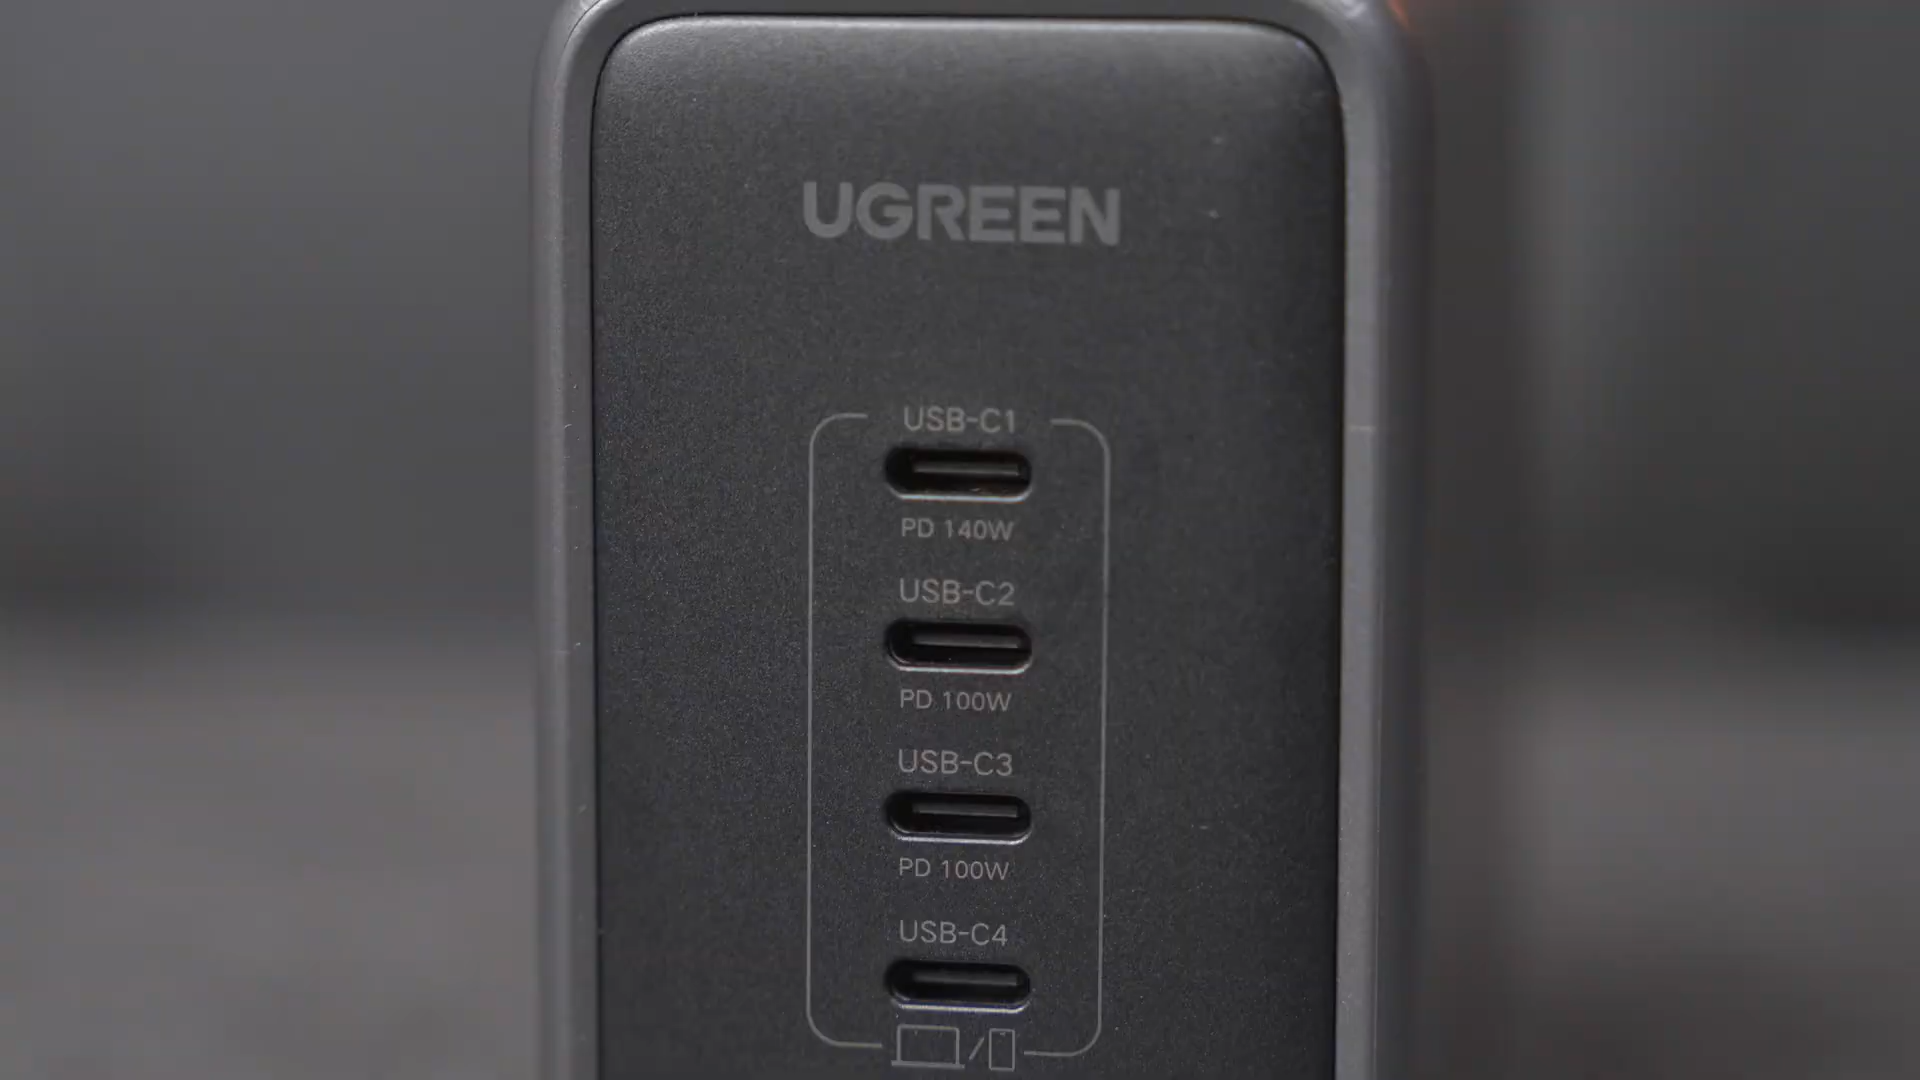 UGREEN
USB-C1
PD 140W
USB-C2
PD 100W
USB-C3
PD 100W
USB-C4